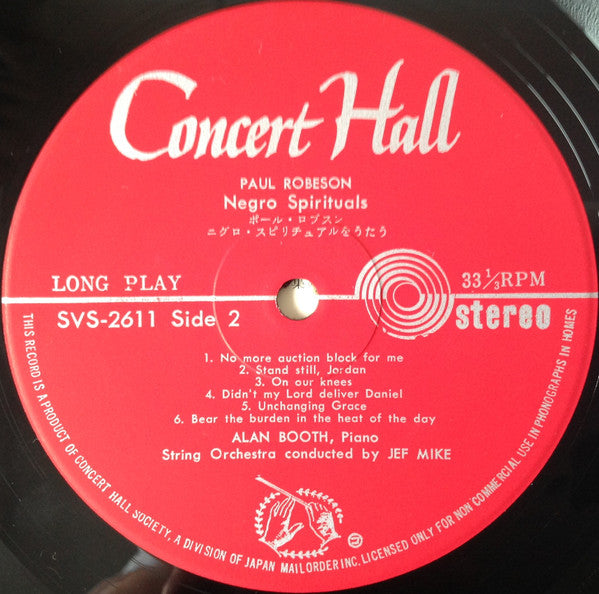 Concert Hall
PAUL ROBESON
Negro Spirituals
ポール・ロブスン
ニグロ・スピリチュアルをうたう
LONG PLAY
33 1/3 RPM
SVS-2611 Side 2
stereo
1. No more auction block for me
2. Stand still, Jordan
3. On our knees
4. Didn't my Lord deliver Daniel
5. Unchanging Grace
6. Bear the burden in the heat of the day
ALAN BOOTH, Piano
String Orchestra conducted by JEF MIKE
THIS RECORD IS A PRODUCT OF CONCERT HALL SOCIETY, A DIVISION OF JAPAN MAILORDER INC. LICENSED ONLY FOR NON COMMERCIAL USE IN PHONOGRAPHS IN HOMES